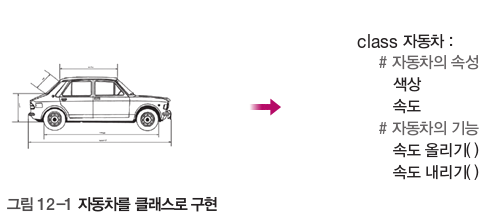 class 자동차 :
# 자동차의 속성
색상
속도
# 자동차의 기능
속도 올리기( )
속도 내리기( )
그림 12-1 자동차를 클래스로 구현